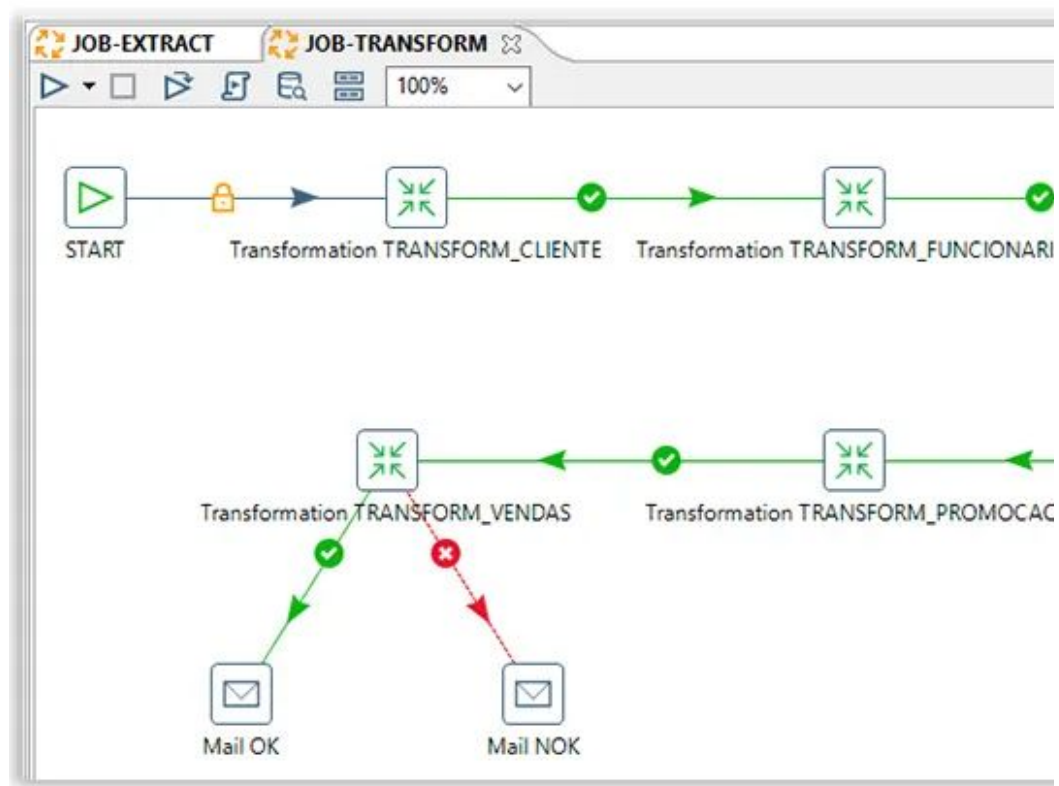 JOB-EXTRACT JOB-TRANSFORM
100%
START Transformation TRANSFORM_CLIENTE Transformation TRANSFORM_FUNCIONARI
Transformation TRANSFORM_VENDAS Transformation TRANSFORM_PROMOCAC
Mail OK Mail NOK